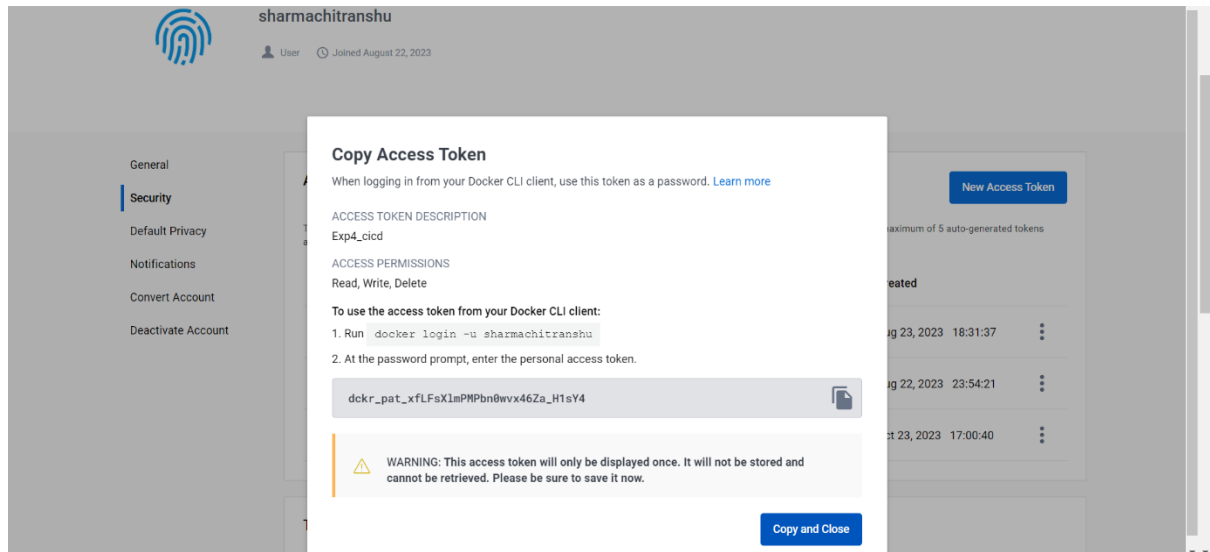 sharmachitranshu
User Joined August 22, 2023
Copy Access Token
When logging in from your Docker CLI client, use this token as a password. Learn more
General
Security
Default Privacy
Notifications
Convert Account
Deactivate Account
New Access Token
ACCESS TOKEN DESCRIPTION
Exp4_cicd
of 5 auto-generated tokens
ACCESS PERMISSIONS
Read, Write, Delete
To use the access token from your Docker CLI client:
1. Run docker login -u sharmachitranshu
23, 2023 18:31:37
2. At the password prompt, enter the personal access token.
dckr_pat_xfLFsXlmPMPbn0wvx46Za_H1sY4
22, 2023 23:54:21
23, 2023 17:00:40
WARNING: This access token will only be displayed once. It will not be stored and
cannot be retrieved. Please be sure to save it now.
Copy and Close